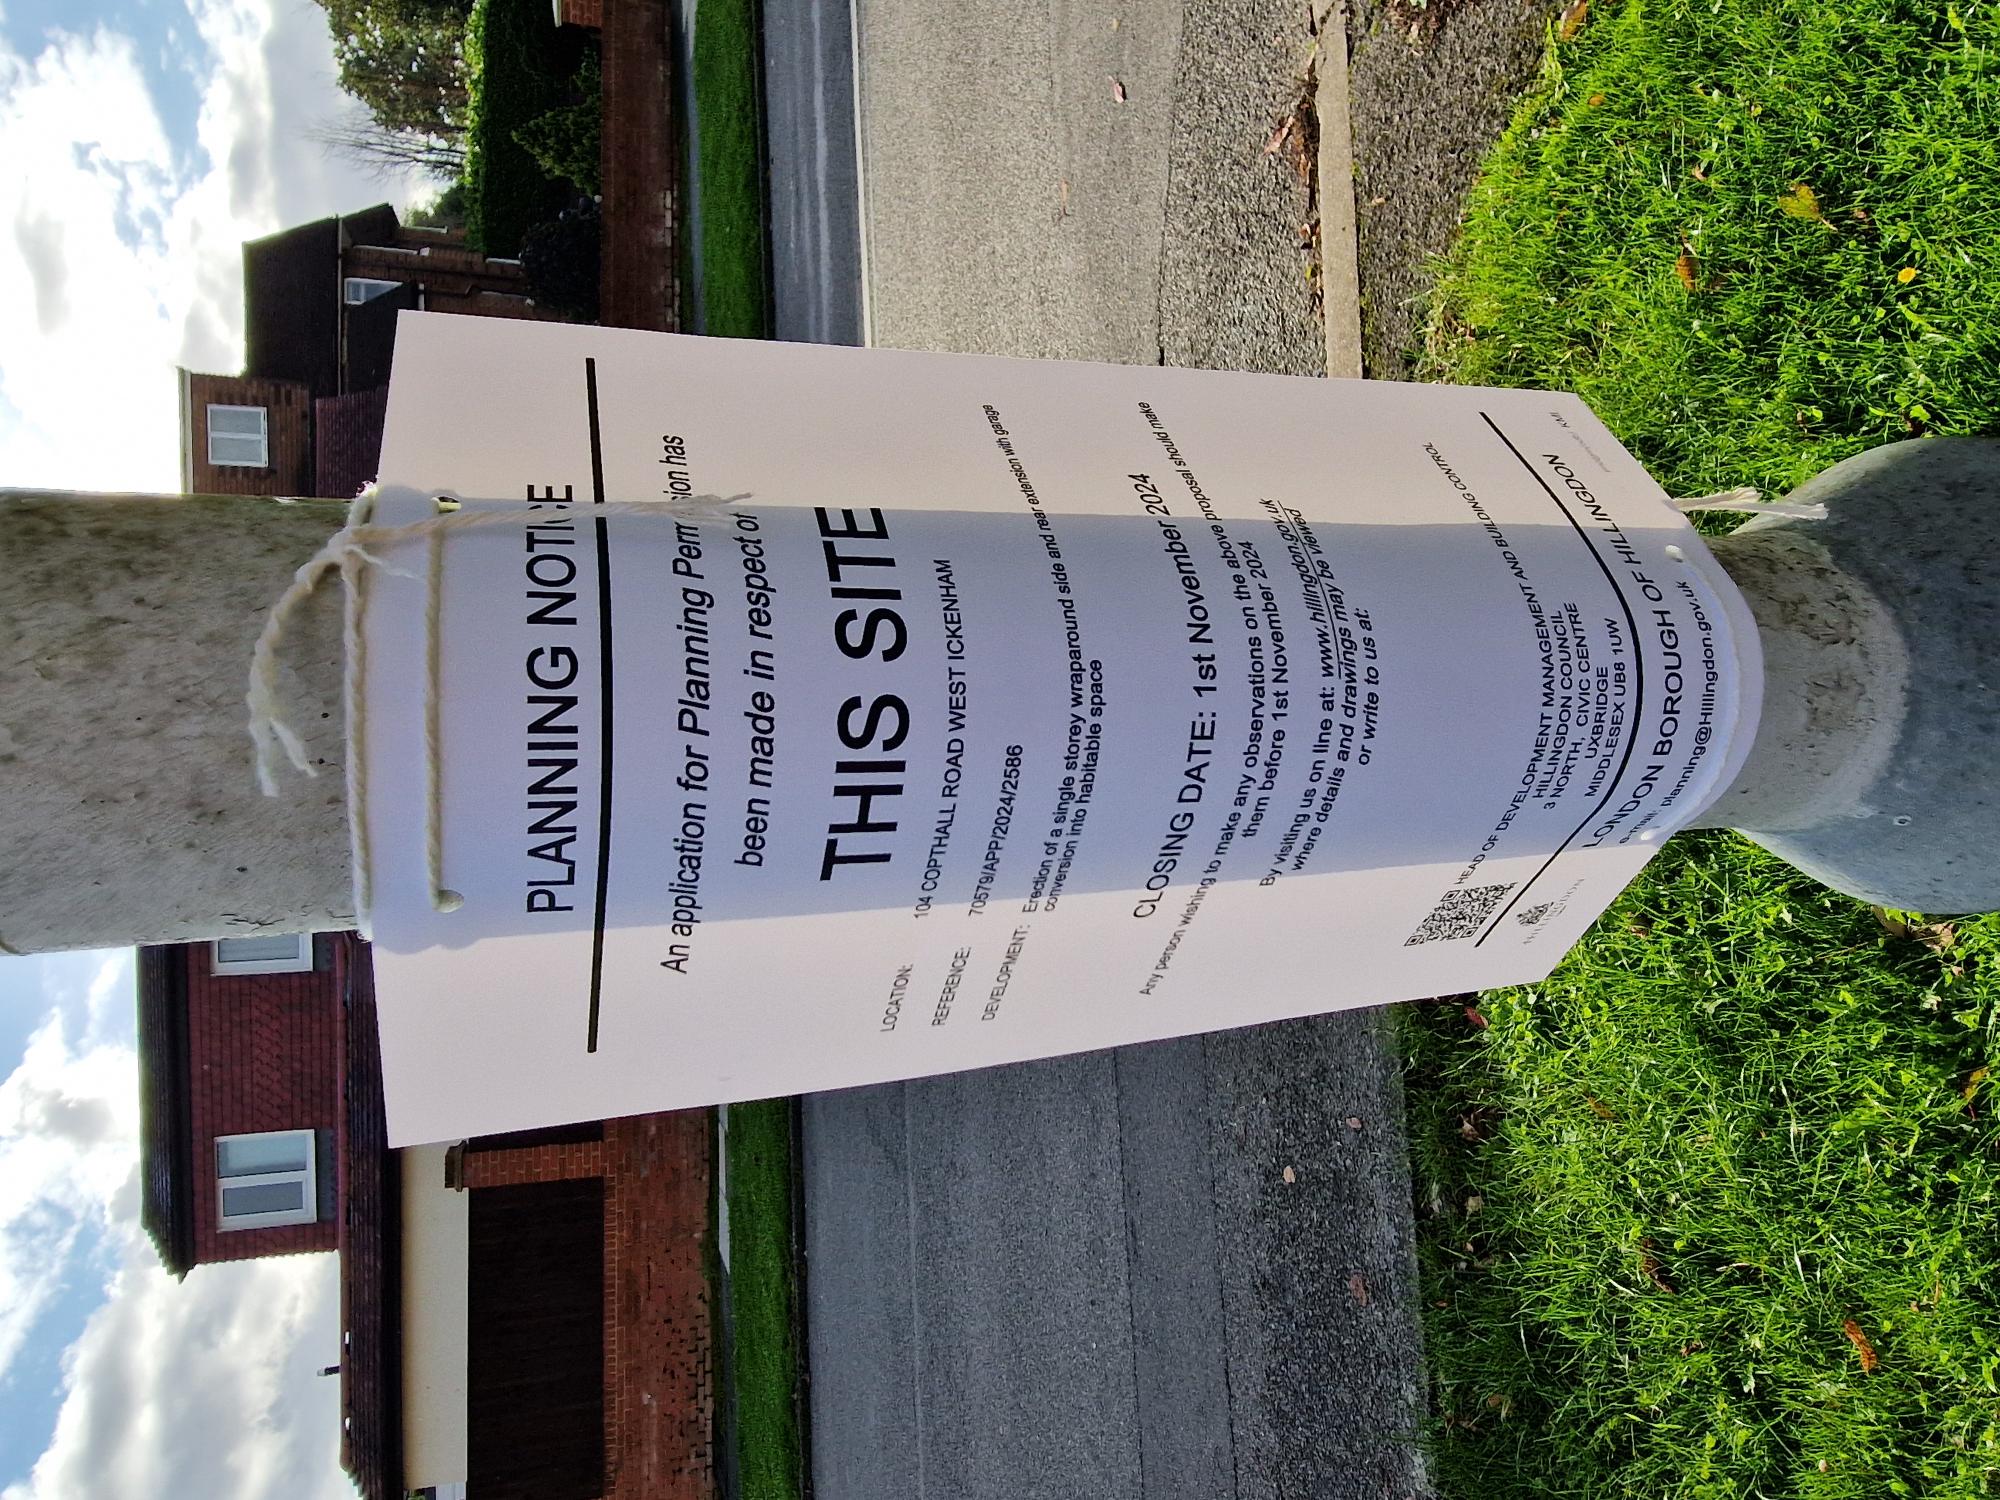 PLANNING NOTICE
An application for Planning Perm ion has
been made in respect of
THIS SITE
LOCATION: 104 COPTHALL ROAD WEST ICKENHAM
REFERENCE: 70579/APP/2024/2586
DEVELOPMENT: Erection of a single storey wraparound side and rear extension with garage
conversion into habitable space
CLOSING DATE: 1st November 2024
Any person wishing to make any observations on the above proposal should make
them before 1st November 2024
By visiting us on line at: www.hillingdon.gov.uk
where details and drawings may be viewed
or write to us at:
HEAD OF DEVELOPMENT MANAGEMENT AND BUILDING CONTROL
HILLINGDON COUNCIL
3 NORTH, CIVIC CENTRE
UXBRIDGE
MIDDLESEX UB8 1UW
HILLINGDON
LONDON BOROUGH OF HILLINGDON
e-mail: planning@Hillingdon.gov.uk
KMI